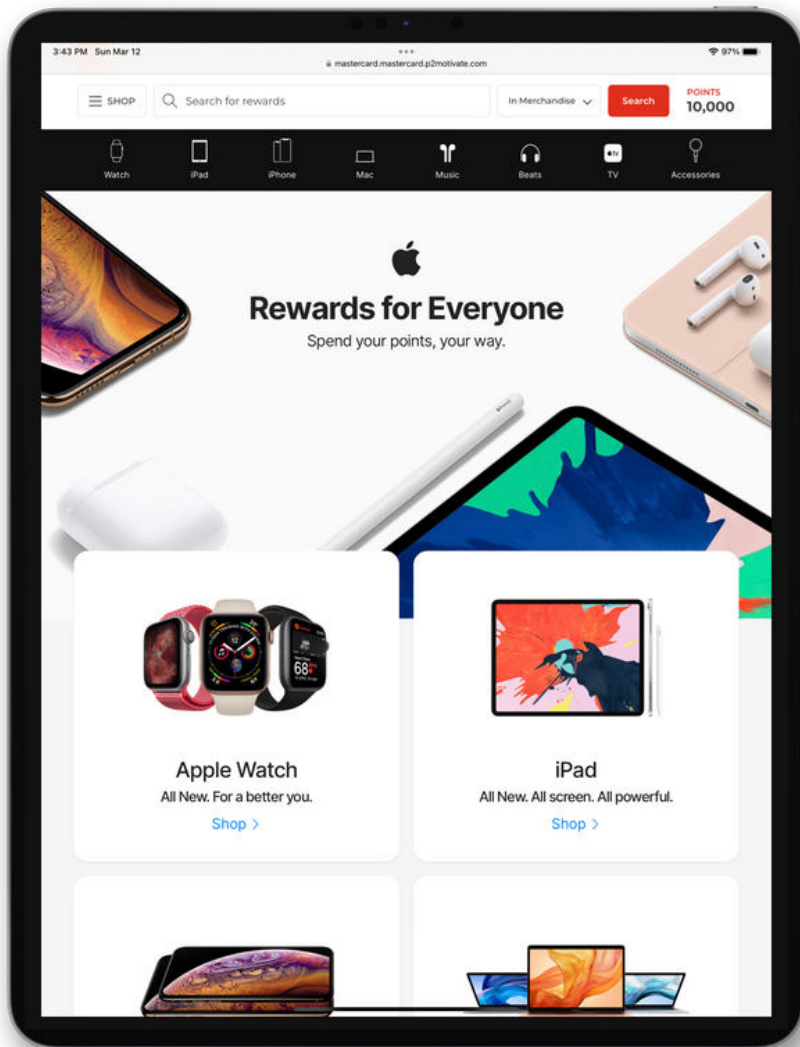 3:43 PM Sun Mar 12
97%
mastercard.mastercard.p2motivate.com
SHOP
Search for rewards
In Merchandise
Search
POINTS
10,000
Watch
iPad
iPhone
Mac
Music
Beats
TV
Accessories
Rewards for Everyone
Spend your points, your way.
Apple Watch
All New. For a better you.
Shop >
iPad
All New. All screen. All powerful.
Shop >